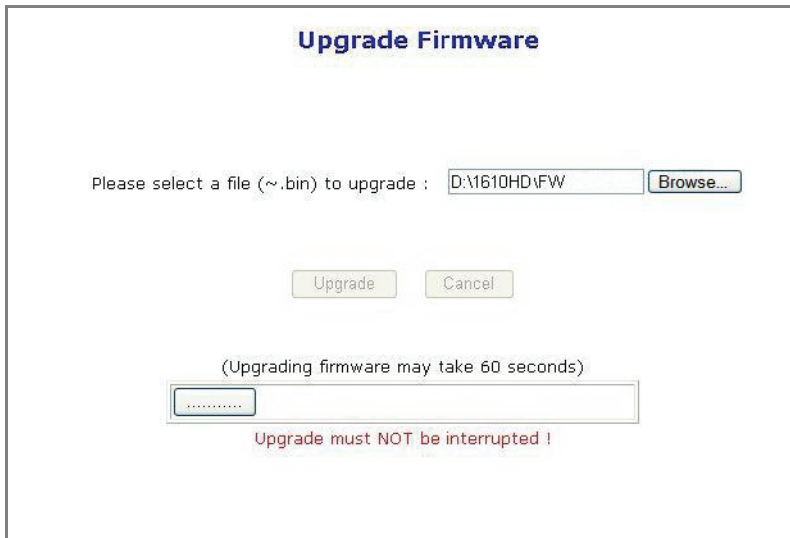 Upgrade Firmware
Please select a file (~.bin) to upgrade : D:\1610HD\FW Browse...
Upgrade Cancel
(Upgrading firmware may take 60 seconds)
...........
Upgrade must NOT be interrupted !